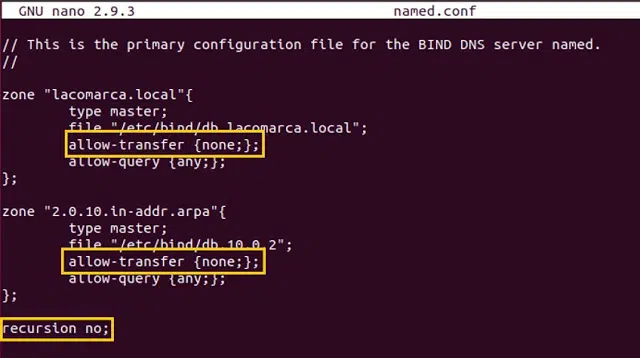 GNU nano 2.9.3 named.conf
// This is the primary configuration file for the BIND DNS server named.
//
zone "lacomarca.local"{
type master;
file "/etc/bind/db.lacomarca.local";
allow-transfer {none;};
allow-query {any;};
};
zone "2.0.10.in-addr.arpa"{
type master;
file "/etc/bind/db.10.0.2";
allow-transfer {none;};
allow-query {any;};
};
recursion no;